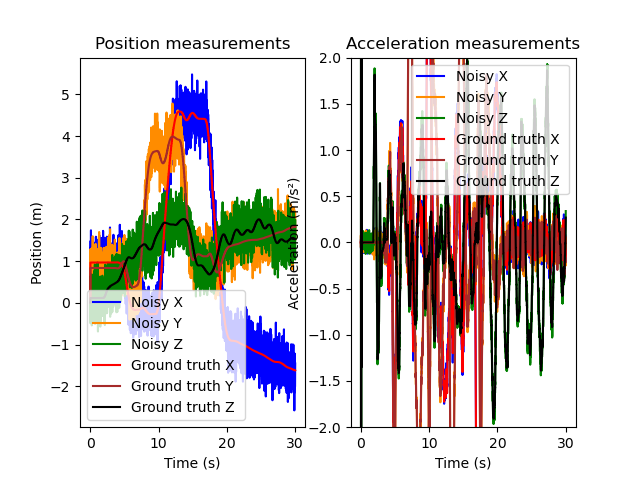 Position measurements
Position (m)
5
4
3
2
1
0
−1
−2
0
10
20
30
Time (s)
Noisy X
Noisy Y
Noisy Z
Ground truth X
Ground truth Y
Ground truth Z
Acceleration measurements
Acceleration (m/s²)
2.0
1.5
1.0
0.5
0.0
−0.5
−1.0
−1.5
−2.0
0
10
20
30
Time (s)
Noisy X
Noisy Y
Noisy Z
Ground truth X
Ground truth Y
Ground truth Z